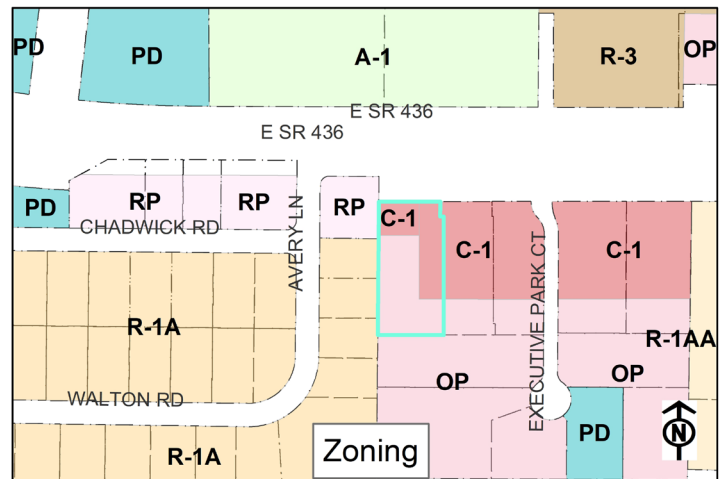 PD
PD
A-1
R-3
OP
E SR 436
E SR 436
PD
RP
RP
RP
C-1
CHADWICK RD
AVERY LN
C-1
C-1
EXECUTIVE PARK CT
R-1A
R-1AA
OP
OP
WALTON RD
PD
N
R-1A
Zoning